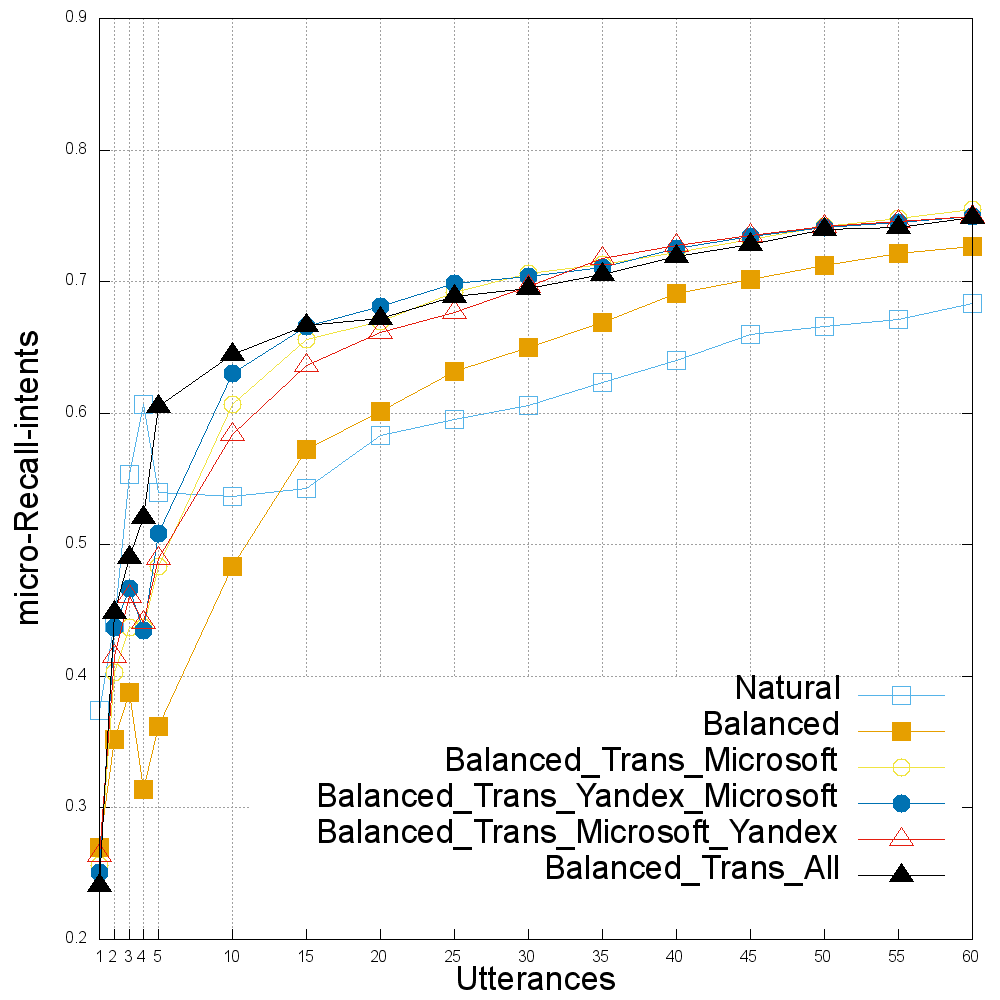 0.9
0.8
0.7
0.6
0.5
0.4
0.3
0.2
micro-Recall-intents
Natural
Balanced
Balanced_Trans_Microsoft
Balanced_Trans_Yandex_Microsoft
Balanced_Trans_Microsoft_Yandex
Balanced_Trans_All
1 2 3 4 5 10 15 20 25 30 35 40 45 50 55 60
Utterances